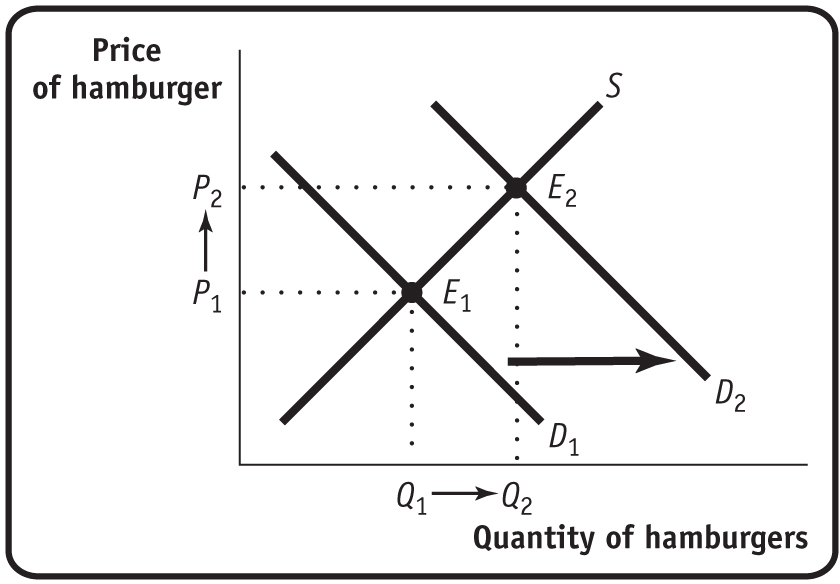 Price
of hamburger
S
P2
E2
P1
E1
D2
D1
Q1 Q2
Quantity of hamburgers